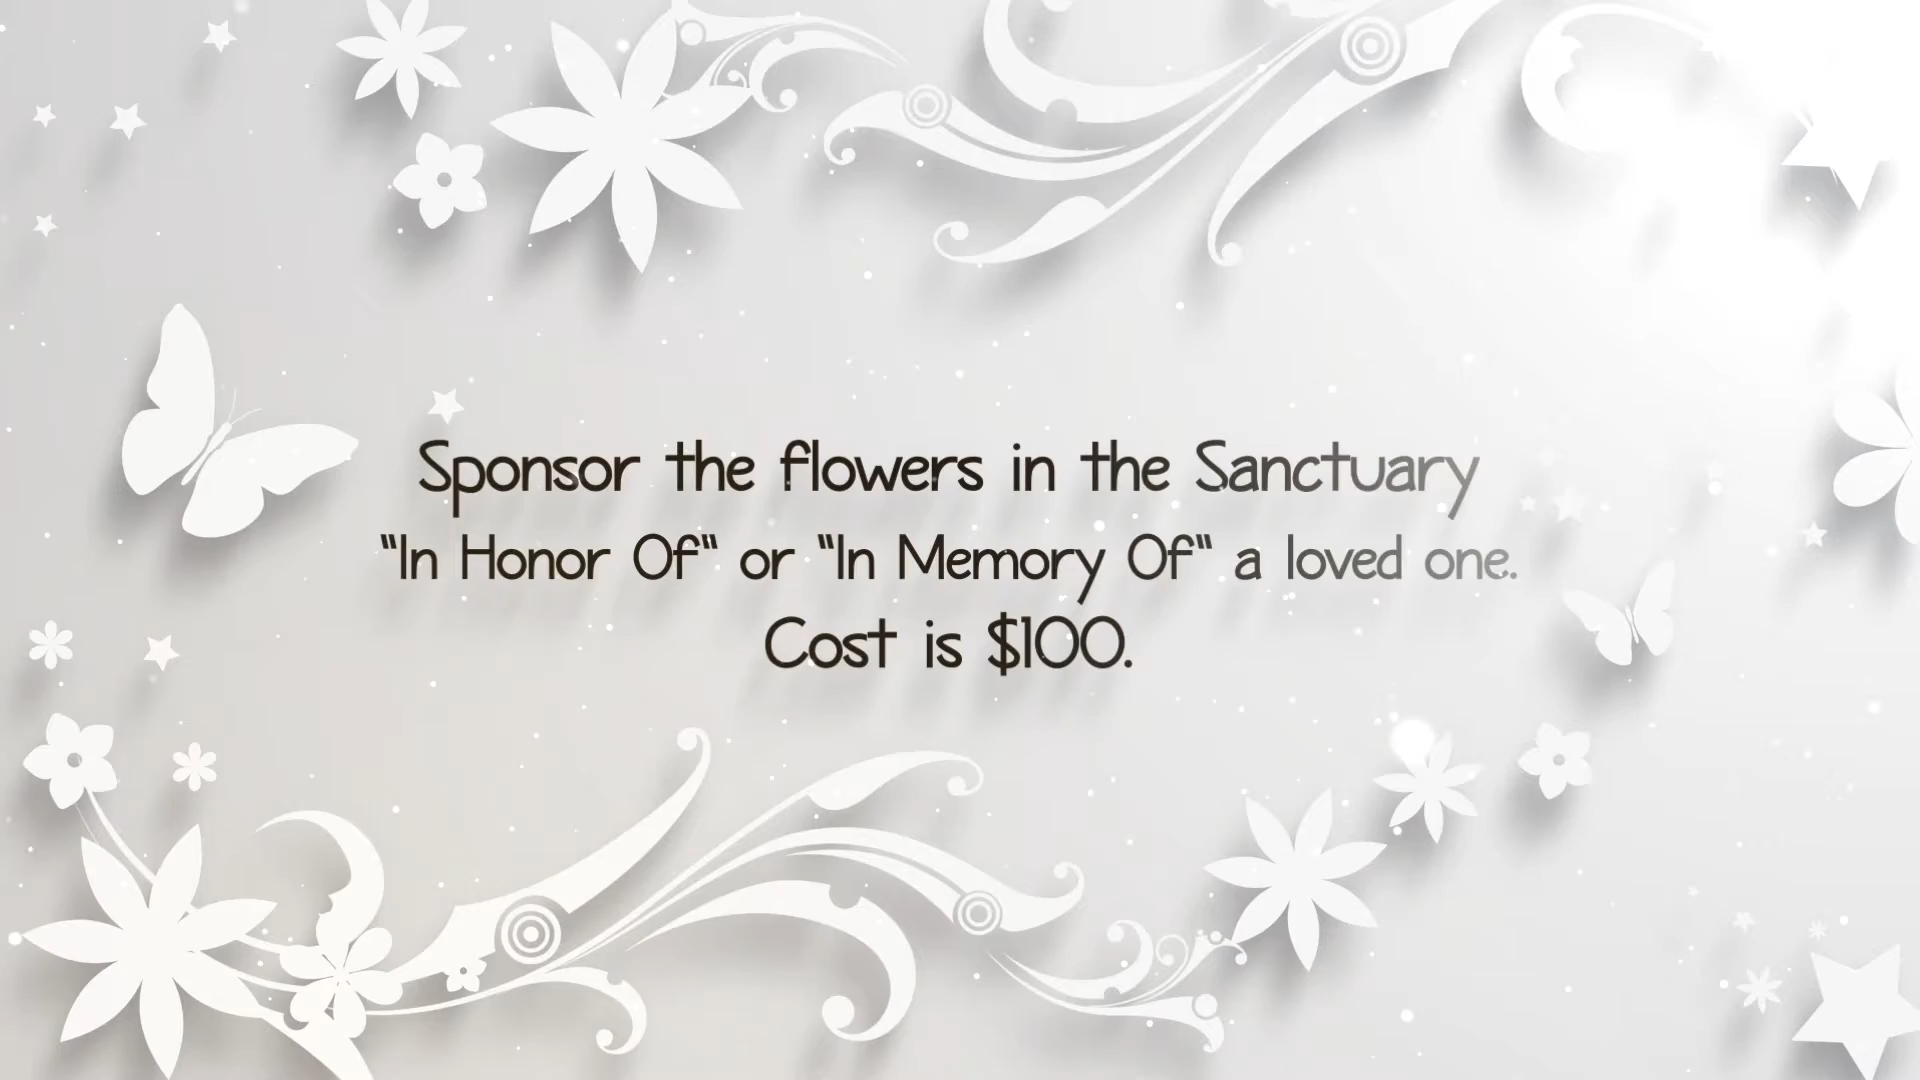 Sponsor the flowers in the Sanctuary
"In Honor Of" or "In Memory Of" a loved one.
Cost is $100.